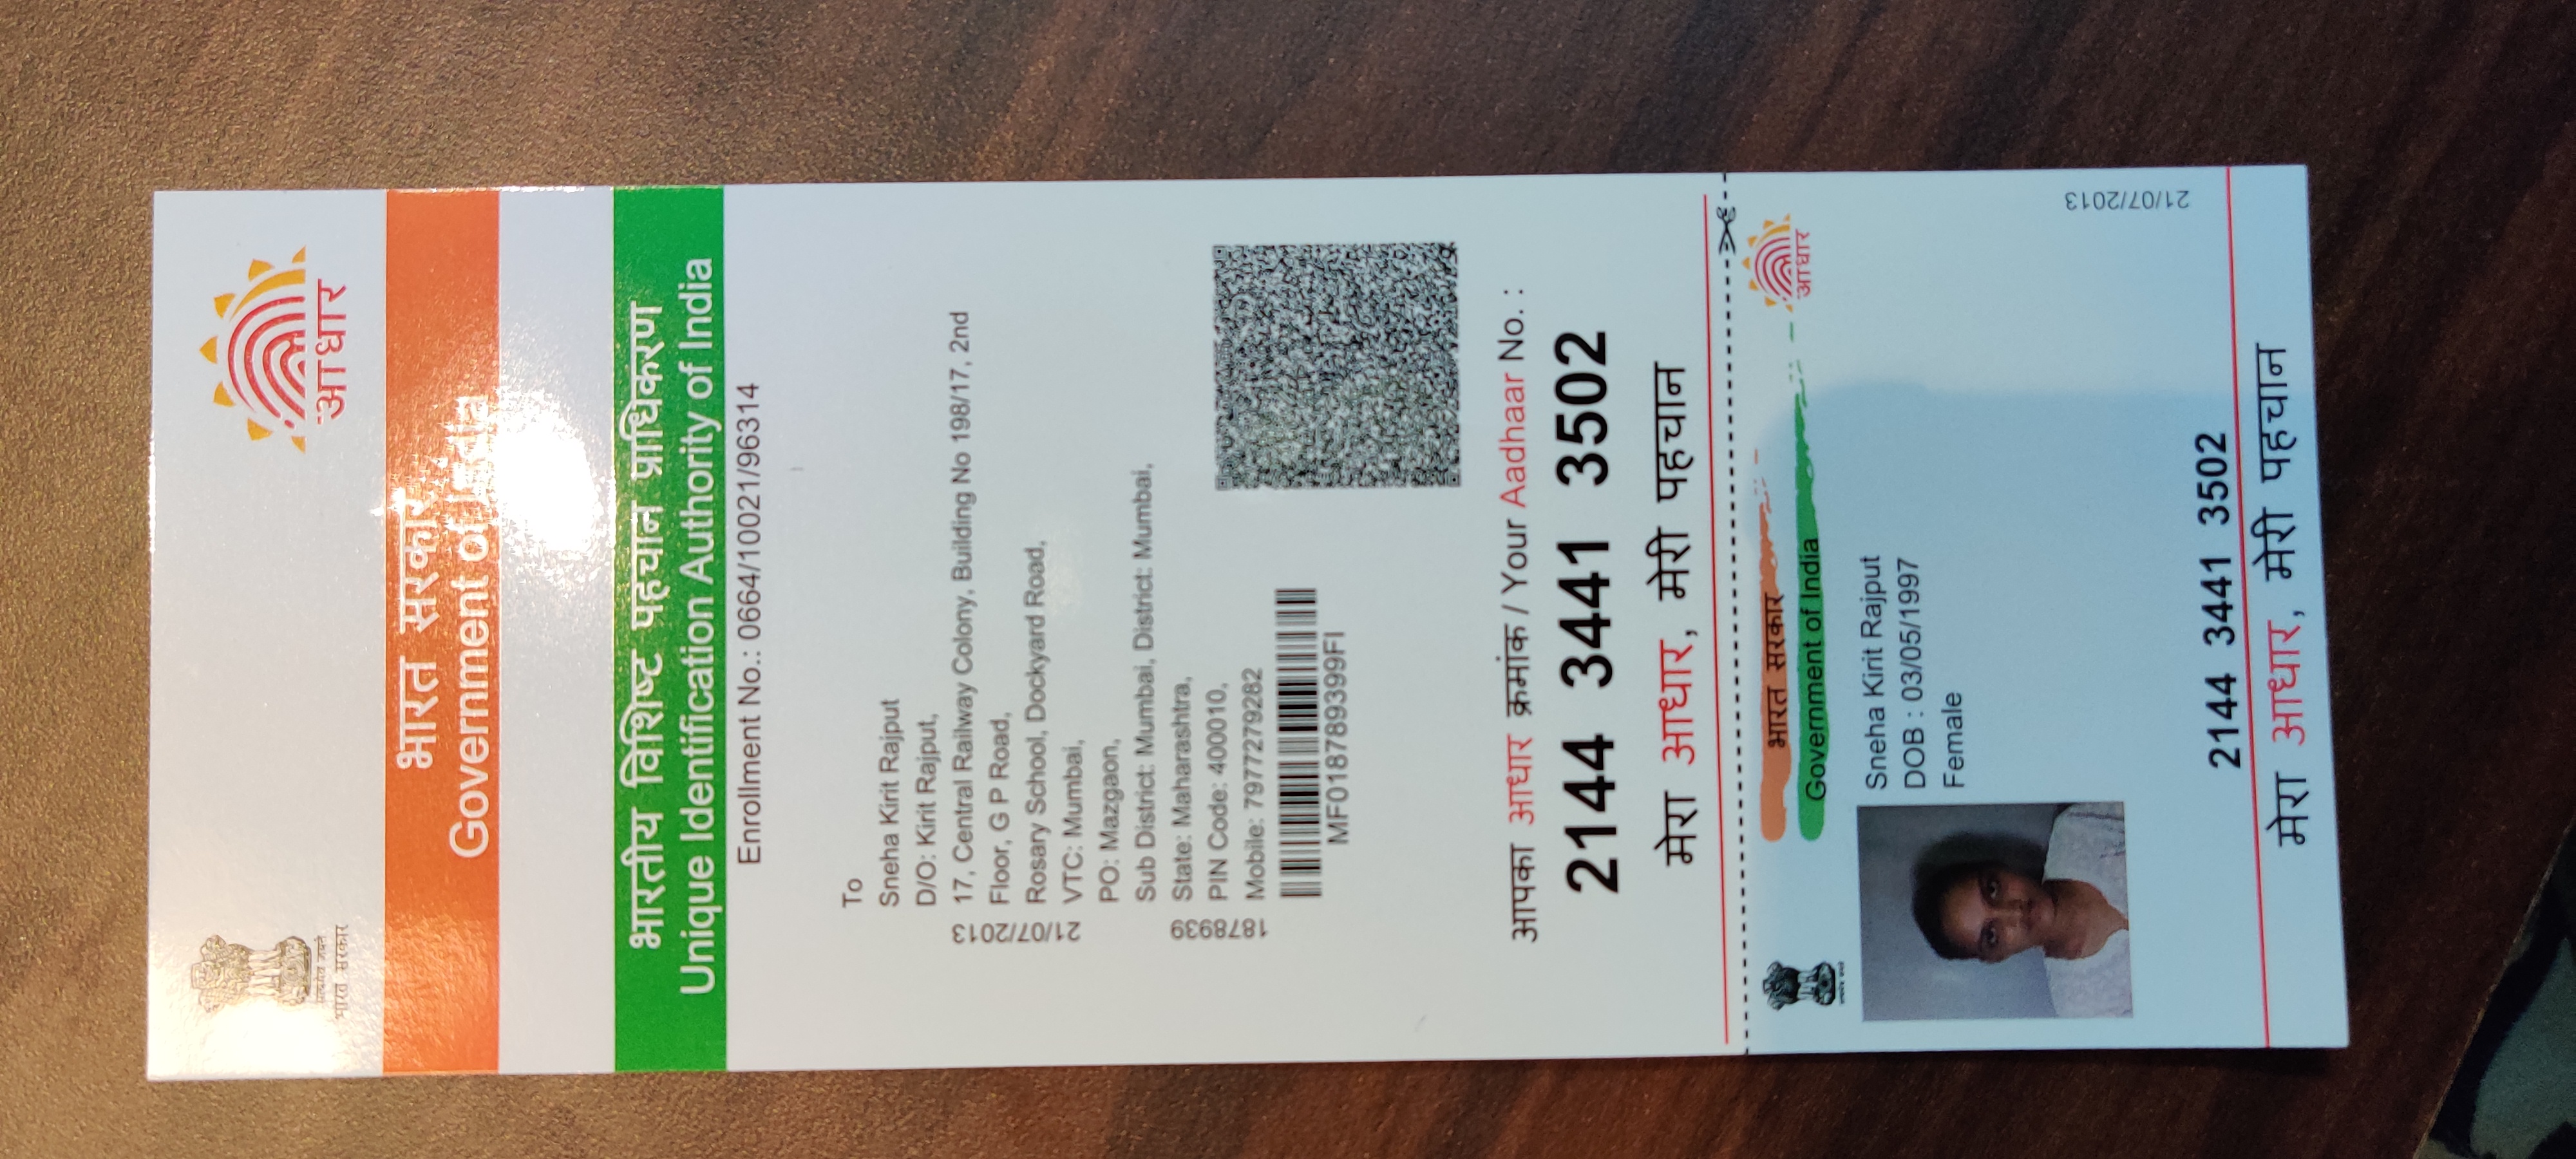 सत्यमेव जयते
भारत सरकार
आधार
भारत सरकार
Government of India
भारतीय विशिष्ट पहचान प्राधिकरण
Unique Identification Authority of India
Enrollment No.: 0664/10021/96314
To
Sneha Kirit Rajput
D/O: Kirit Rajput,
17, Central Railway Colony, Building No 198/17, 2nd
Floor, G P Road,
Rosary School, Dockyard Road,
VTC: Mumbai,
PO: Mazgaon,
Sub District: Mumbai, District: Mumbai,
State: Maharashtra,
PIN Code: 400010,
Mobile: 7977279282
21/07/2013
1878939
MF018789399FI
आपका आधार क्रमांक / Your Aadhaar No. :
2144 3441 3502
मेरा आधार, मेरी पहचान
भारत सरकार
Government of India
आधार
Sneha Kirit Rajput
DOB : 03/05/1997
Female
21/07/2013
2144 3441 3502
मेरा आधार, मेरी पहचान